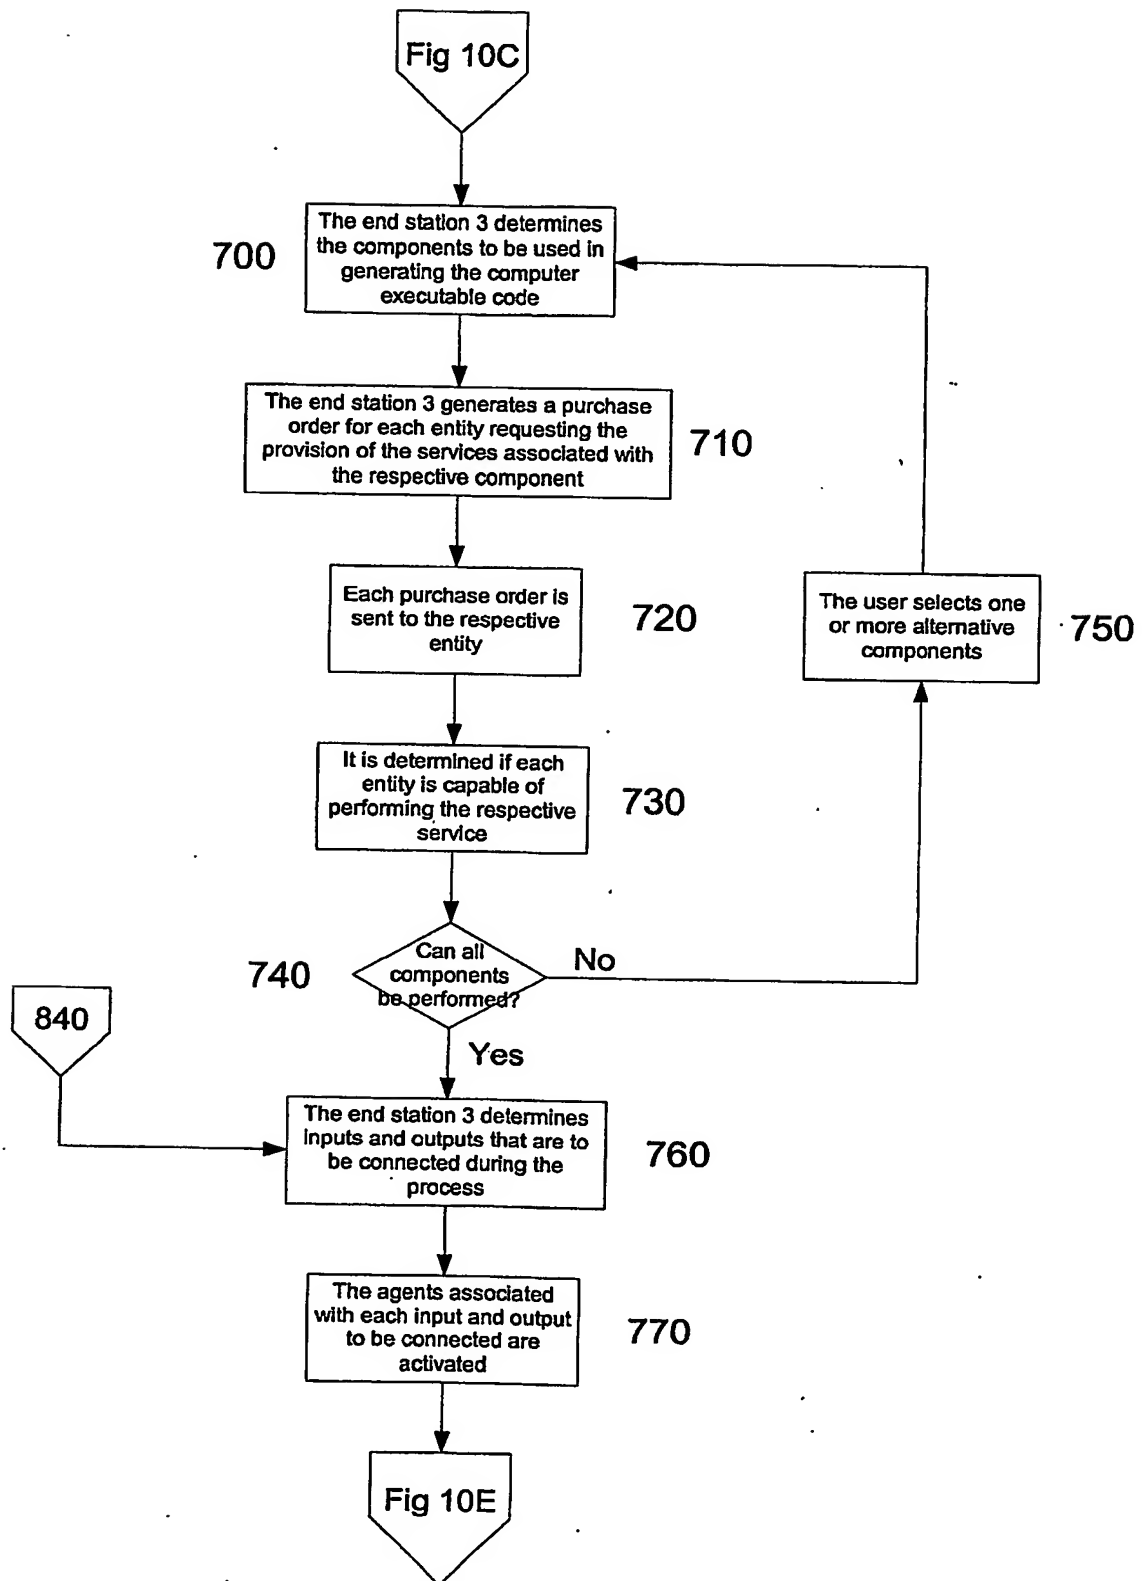 Fig 10C
The end station 3 determines
the components to be used in
generating the computer
executable code
700
The end station 3 generates a purchase
order for each entity requesting the
provision of the services associated with
the respective component
710
Each purchase order is
sent to the respective
entity
720
The user selects one
or more alternative
components
750
It is determined if each
entity is capable of
performing the respective
service
730
Can all
components
be performed?
740
No
Yes
840
The end station 3 determines
inputs and outputs that are to
be connected during the
process
760
The agents associated
with each input and output
to be connected are
activated
770
Fig 10E